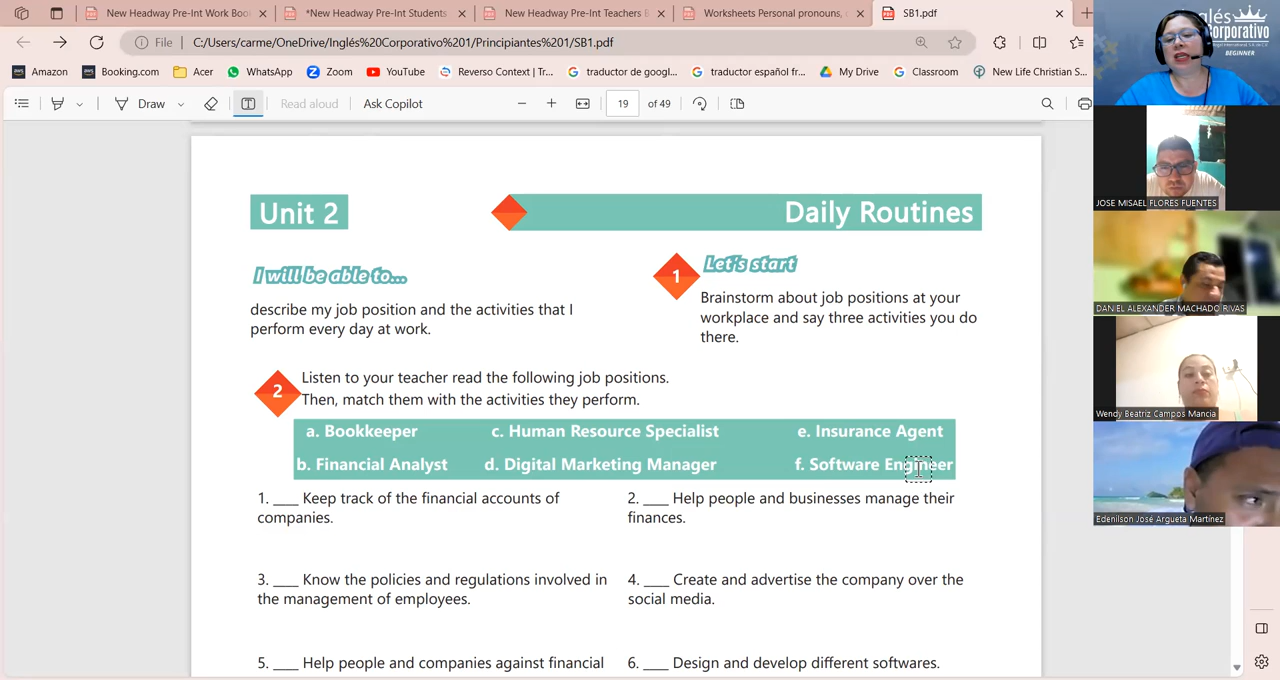 New Headway Pre-Int Work Boo
*New Headway Pre-Int Students
New Headway Pre-Int Teachers B
Worksheets Personal pronouns, c
SB1.pdf
File
C:/Users/carme/OneDrive/Inglés%20Corporativo%201/Principiantes%201/SB1.pdf
Amazon
Booking.com
Acer
WhatsApp
Zoom
YouTube
Reverso Context | Tr...
traductor de googl...
traductor español fr...
My Drive
Classroom
New Life Christian S...
Draw
Read aloud
Ask Copilot
19
of 49
Unit 2
Daily Routines
I will be able to...
describe my job position and the activities that I
perform every day at work.
1
Let's start
Brainstorm about job positions at your
workplace and say three activities you do
there.
2
Listen to your teacher read the following job positions.
Then, match them with the activities they perform.
a. Bookkeeper
c. Human Resource Specialist
e. Insurance Agent
b. Financial Analyst
d. Digital Marketing Manager
f. Software Engineer
1. ___ Keep track of the financial accounts of
companies.
2. ___ Help people and businesses manage their
finances.
3. ___ Know the policies and regulations involved in
the management of employees.
4. ___ Create and advertise the company over the
social media.
5. ___ Help people and companies against financial
6. ___ Design and develop different softwares.
Inglés
Corporativo
BEGINNER
JOSE MISAEL FLORES FUENTES
DANIEL ALEXANDER MACHADO RIVAS
Wendy Beatriz Campos Mancia
Edenilson José Argueta Martínez